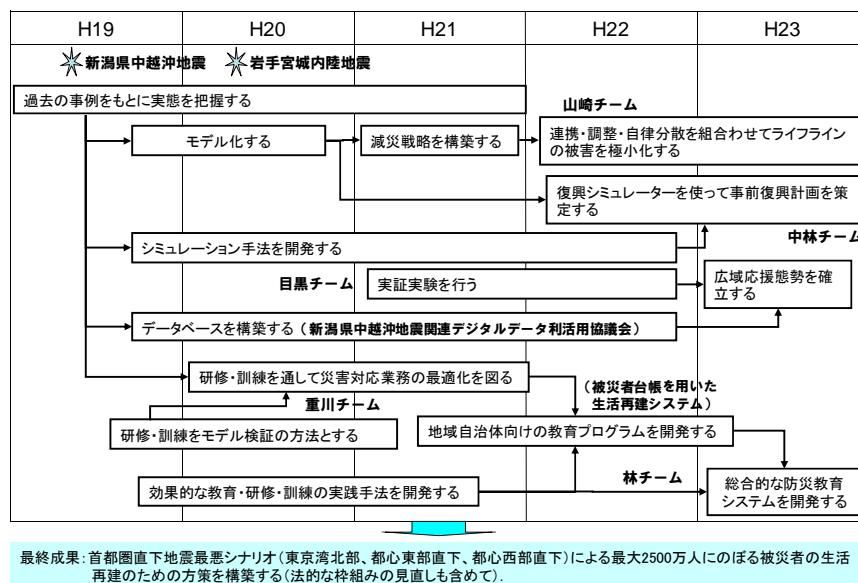 H19
H20
H21
H22
H23
新潟県中越沖地震
岩手宮城内陸地震
過去の事例をもとに実態を把握する
山崎チーム
モデル化する
減災戦略を構築する
連携・調整・自律分散を組合わせてライフライン
の被害を極小化する
復興シミュレーターを使って事前復興計画を策
定する
シミュレーション手法を開発する
中林チーム
目黒チーム
実証実験を行う
広域応援態勢を確
立する
データベースを構築する(新潟県中越沖地震関連デジタルデータ利活用協議会)
研修・訓練を通して災害対応業務の最適化を図る
(被災者台帳を用いた
生活再建システム)
重川チーム
研修・訓練をモデル検証の方法とする
地域自治体向けの教育プログラムを開発する
効果的な教育・研修・訓練の実践手法を開発する
林チーム
総合的な防災教育
システムを開発する
最終成果:首都圏直下地震最悪シナリオ(東京湾北部、都心東部直下、都心西部直下)による最大2500万人にのぼる被災者の生活
再建のための方策を構築する(法的な枠組みの見直しも含めて).